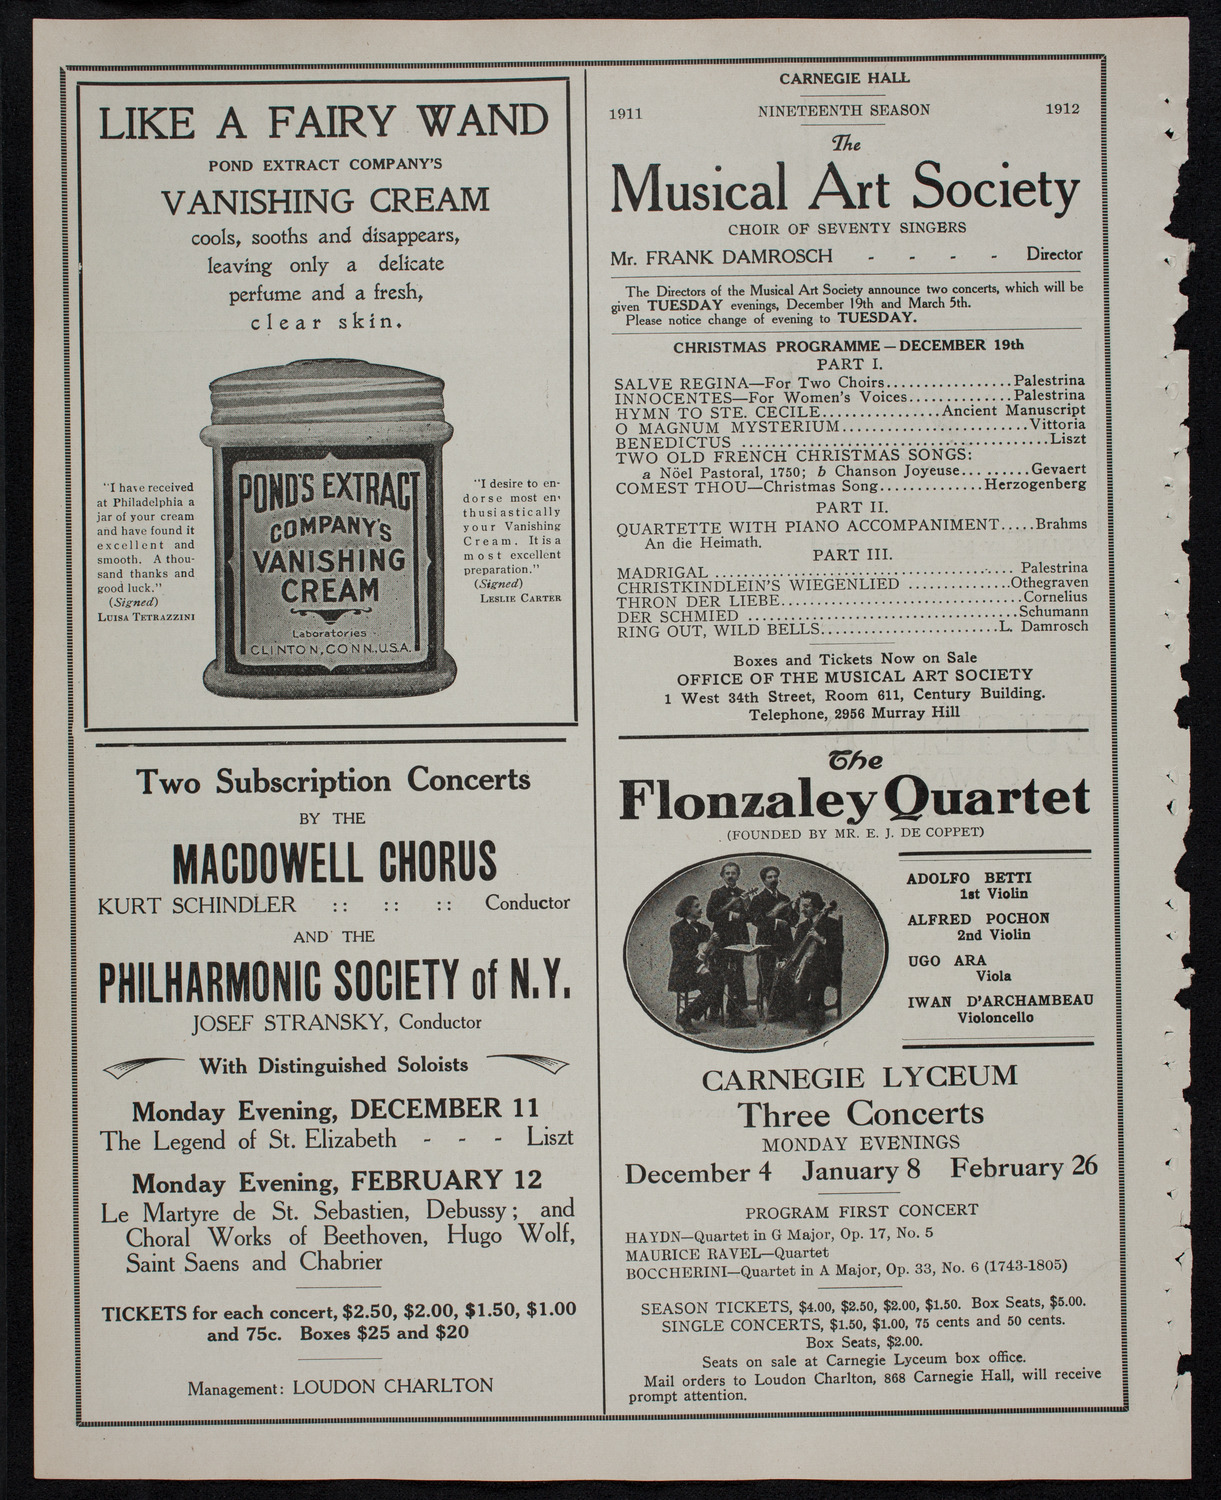 LIKE A FAIRY WAND
POND EXTRACT COMPANY'S
VANISHING CREAM
cools, sooths and disappears,
leaving only a delicate
perfume and a fresh,
clear skin.
"I have received
at Philadelphia a
jar of your cream
and have found it
excellent and
smooth. A thou-
sand thanks and
good luck."
(Signed)
LUISA TETRAZZINI
POND'S EXTRACT
COMPANY'S
VANISHING
CREAM
Laboratories
CLINTON, CONN., U.S.A.
"I desire to en-
dorse most en-
thusiastically
your Vanishing
Cream. It is a
most excellent
preparation."
(Signed)
LESLIE CARTER
Two Subscription Concerts
BY THE
MACDOWELL CHORUS
KURT SCHINDLER :: :: :: Conductor
AND THE
PHILHARMONIC SOCIETY of N.Y.
JOSEF STRANSKY, Conductor
With Distinguished Soloists
Monday Evening, DECEMBER 11
The Legend of St. Elizabeth - - - Liszt
Monday Evening, FEBRUARY 12
Le Martyre de St. Sebastien, Debussy; and
Choral Works of Beethoven, Hugo Wolf,
Saint Saens and Chabrier
TICKETS for each concert, $2.50, $2.00, $1.50, $1.00
and 75c. Boxes $25 and $20
Management: LOUDON CHARLTON
CARNEGIE HALL
1911 NINETEENTH SEASON 1912
The
Musical Art Society
CHOIR OF SEVENTY SINGERS
Mr. FRANK DAMROSCH - - - - Director
The Directors of the Musical Art Society announce two concerts, which will be
given TUESDAY evenings, December 19th and March 5th.
Please notice change of evening to TUESDAY.
CHRISTMAS PROGRAMME—DECEMBER 19th
PART I.
SALVE REGINA—For Two Choirs.................Palestrina
INNOCENTES—For Women's Voices.............Palestrina
HYMN TO STE. CECILE...............Ancient Manuscript
O MAGNUM MYSTERIUM..........................Vittoria
BENEDICTUS .......................................Liszt
TWO OLD FRENCH CHRISTMAS SONGS:
a Nöel Pastoral, 1750; b Chanson Joyeuse..........Gevaert
COMEST THOU—Christmas Song.............Herzogenberg
PART II.
QUARTETTE WITH PIANO ACCOMPANIMENT.....Brahms
An die Heimath.
PART III.
MADRIGAL ......................................Palestrina
CHRISTKINDLEIN'S WIEGENLIED .............Othegraven
THRON DER LIEBE...............................Cornelius
DER SCHMIED ..................................Schumann
RING OUT, WILD BELLS.......................L. Damrosch
Boxes and Tickets Now on Sale
OFFICE OF THE MUSICAL ART SOCIETY
1 West 34th Street, Room 611, Century Building.
Telephone, 2956 Murray Hill
The
Flonzaley Quartet
(FOUNDED BY MR. E. J. DE COPPET)
ADOLFO BETTI
1st Violin
ALFRED POCHON
2nd Violin
UGO ARA
Viola
IWAN D'ARCHAMBEAU
Violoncello
CARNEGIE LYCEUM
Three Concerts
MONDAY EVENINGS
December 4 January 8 February 26
PROGRAM FIRST CONCERT
HAYDN—Quartet in G Major, Op. 17, No. 5
MAURICE RAVEL—Quartet
BOCCHERINI—Quartet in A Major, Op. 33, No. 6 (1743-1805)
SEASON TICKETS, $4.00, $2.50, $2.00, $1.50. Box Seats, $5.00.
SINGLE CONCERTS, $1.50, $1.00, 75 cents and 50 cents.
Box Seats, $2.00.
Seats on sale at Carnegie Lyceum box office.
Mail orders to Loudon Charlton, 868 Carnegie Hall, will receive
prompt attention.